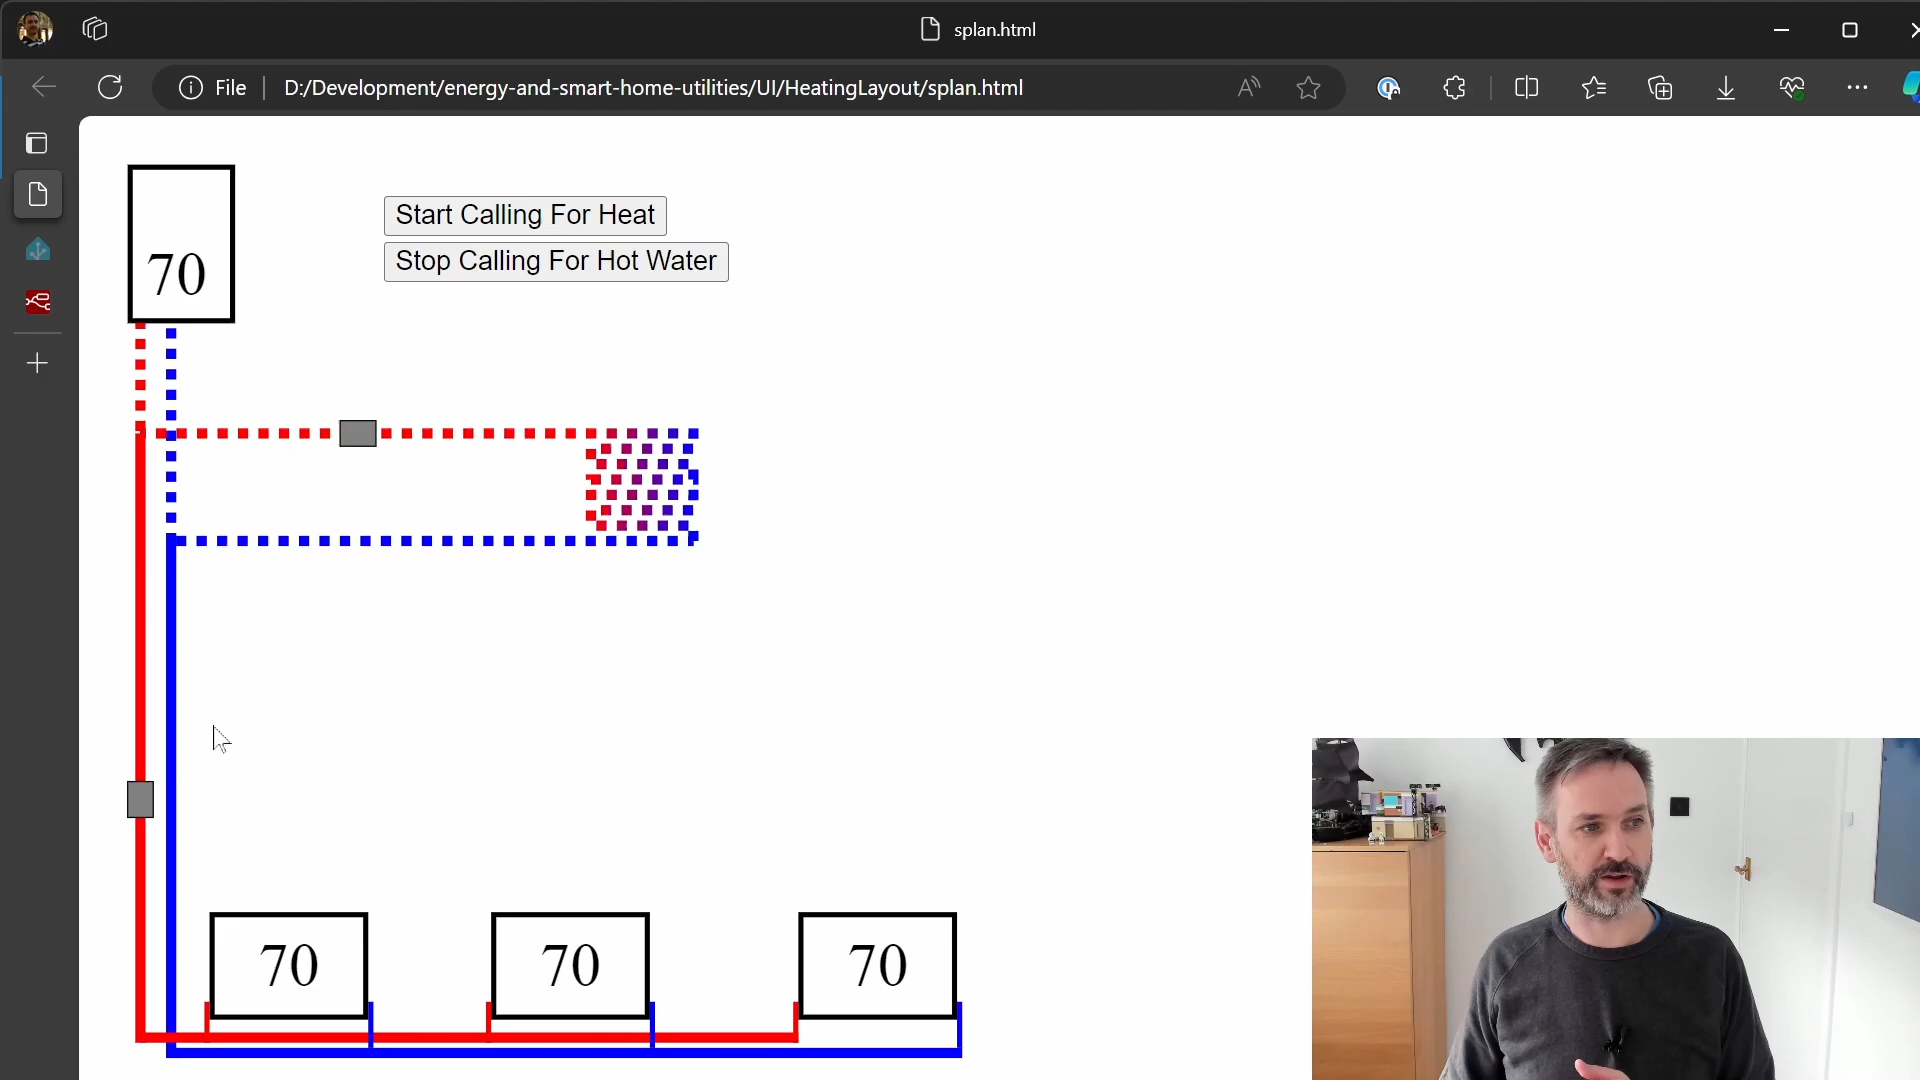 splan.html
File
D:/Development/energy-and-smart-home-utilities/UI/HeatingLayout/splan.html
70
Start Calling For Heat
Stop Calling For Hot Water
70
70
70